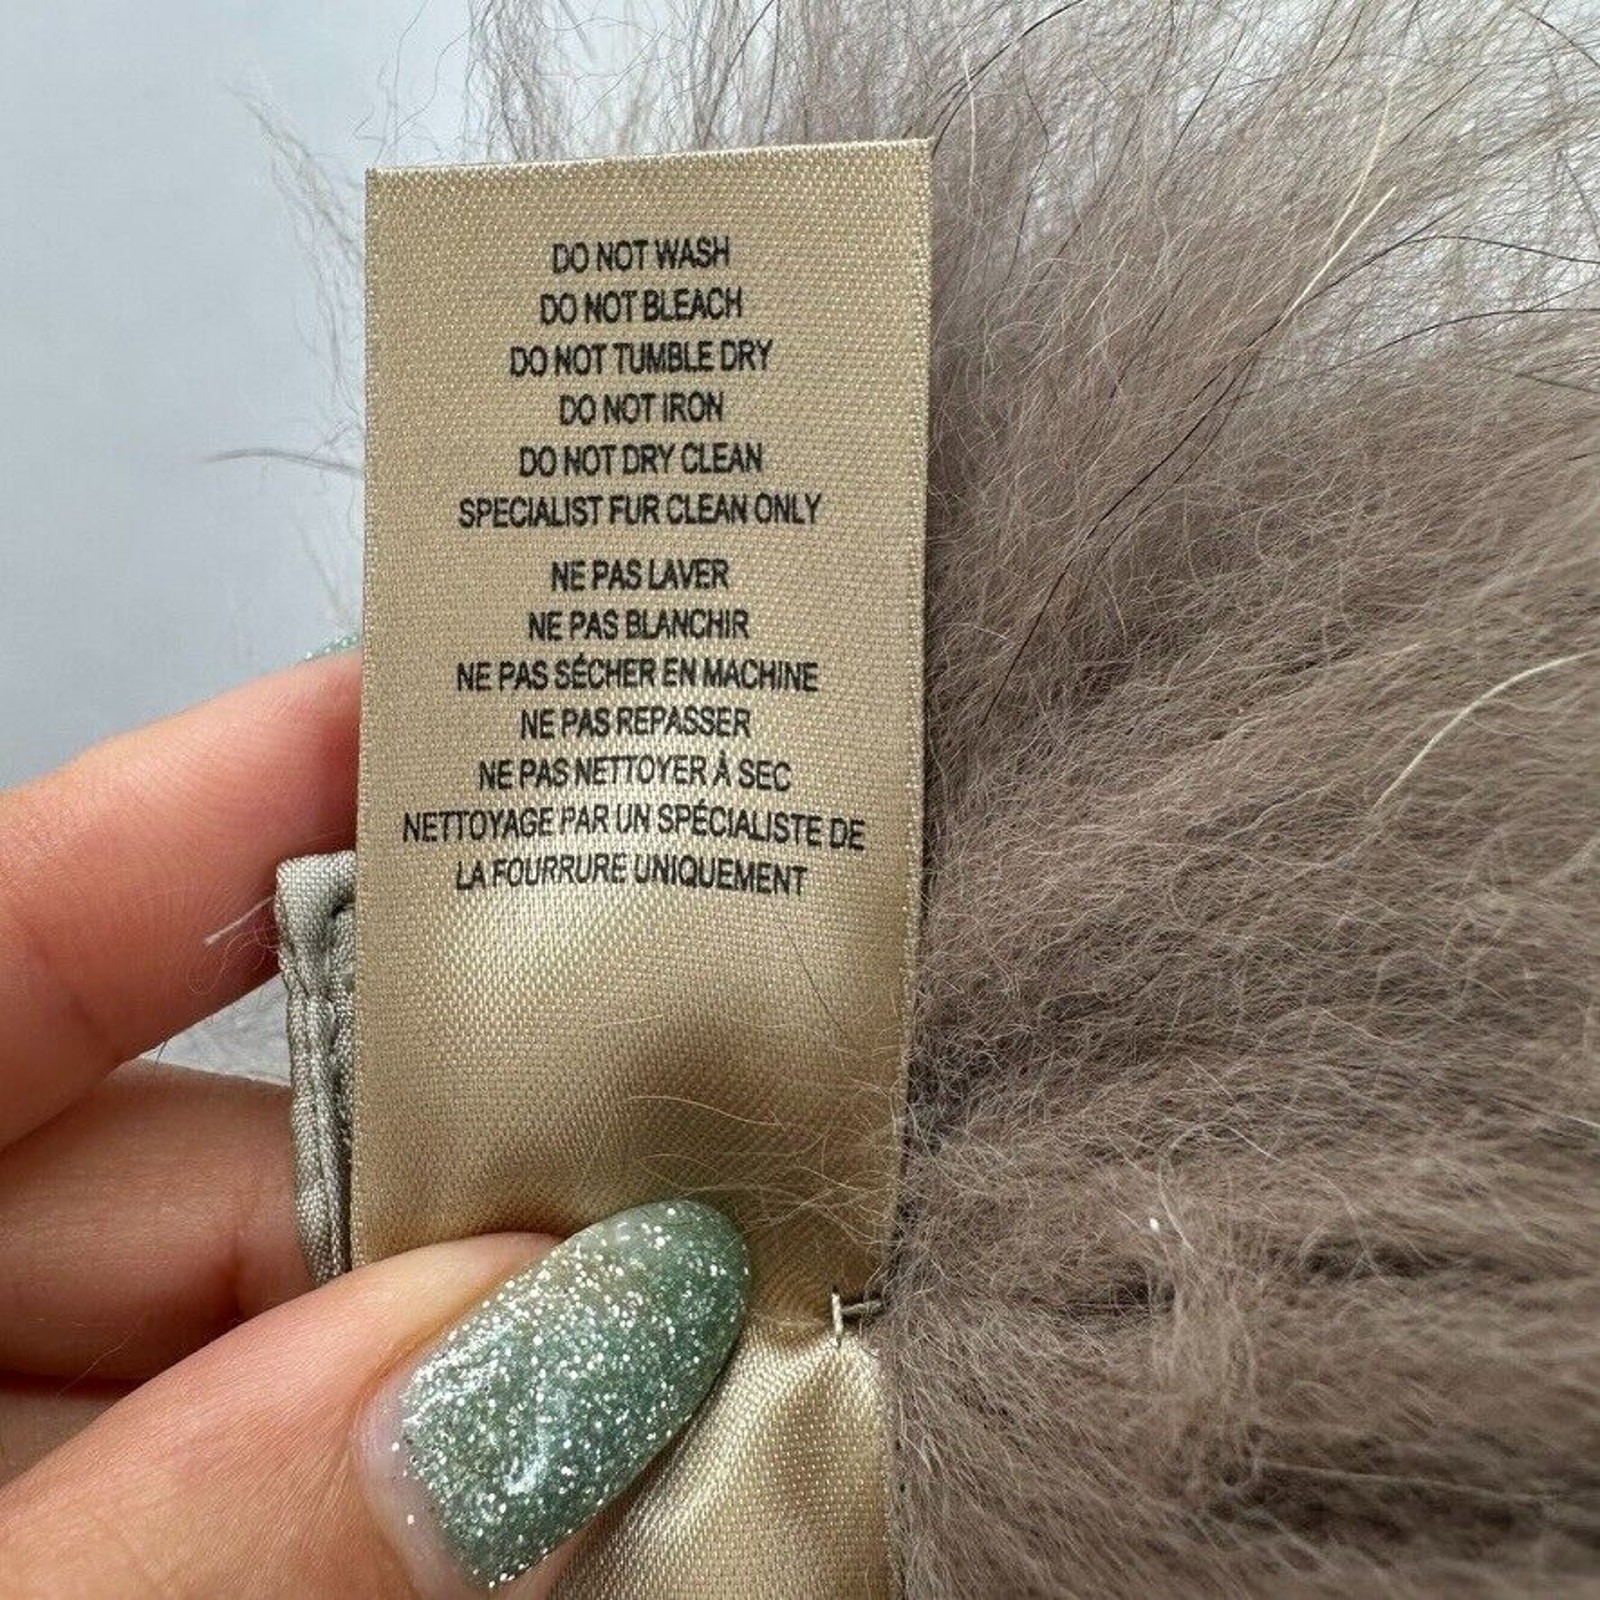 DO NOT WASH
DO NOT BLEACH
DO NOT TUMBLE DRY
DO NOT IRON
DO NOT DRY CLEAN
SPECIALIST FUR CLEAN ONLY
NE PAS LAVER
NE PAS BLANCHIR
NE PAS SÉCHER EN MACHINE
NE PAS REPASSER
NE PAS NETTOYER À SEC
NETTOYAGE PAR UN SPÉCIALISTE DE
LA FOURRURE UNIQUEMENT